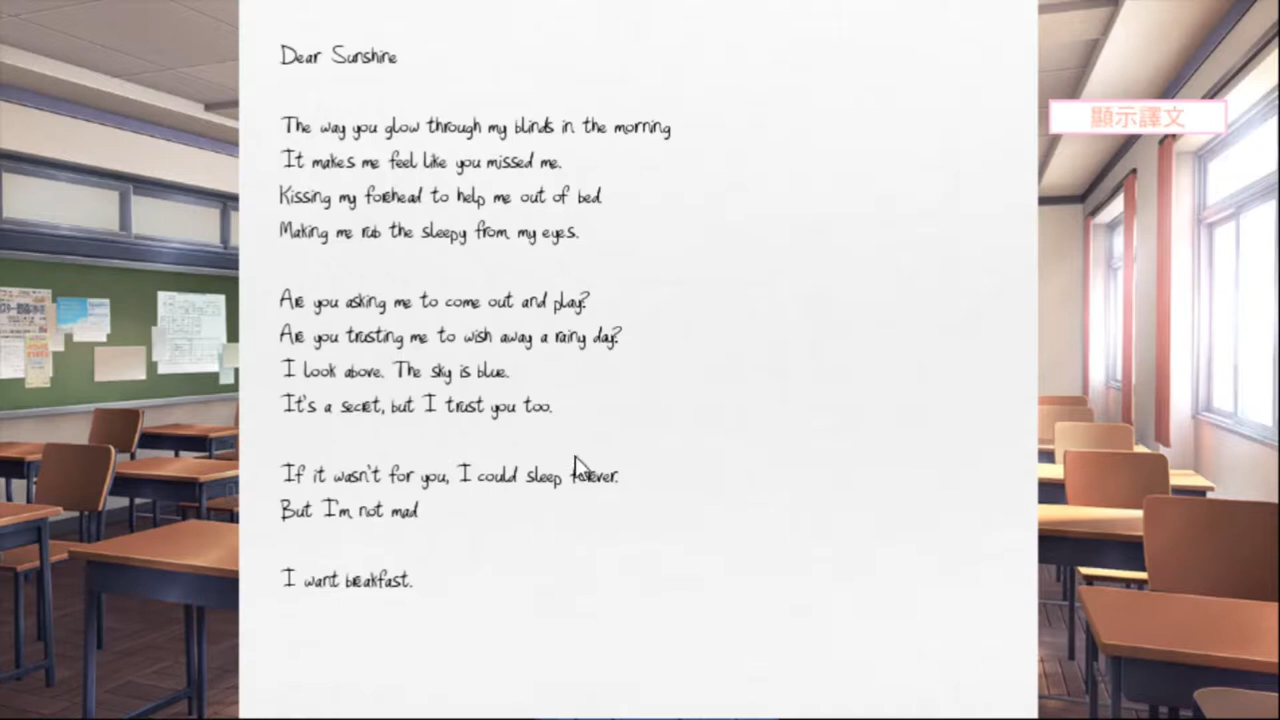 Dear Sunshine
The way you glow through my blinds in the morning
It makes me feel like you missed me.
Kissing my forehead to help me out of bed.
Making me rub the sleepy from my eyes.
Are you asking me to come out and play?
Are you trusting me to wish away a rainy day?
I look above. The sky is blue.
It's a secret, but I trust you too.
If it wasn't for you, I could sleep forever.
But I'm not mad
I want breakfast.
顯示譯文